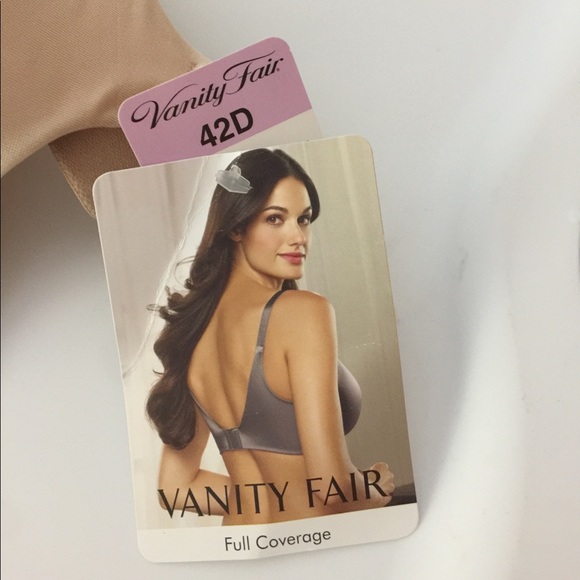 Vanity Fair
42D
VANITY FAIR
Full Coverage